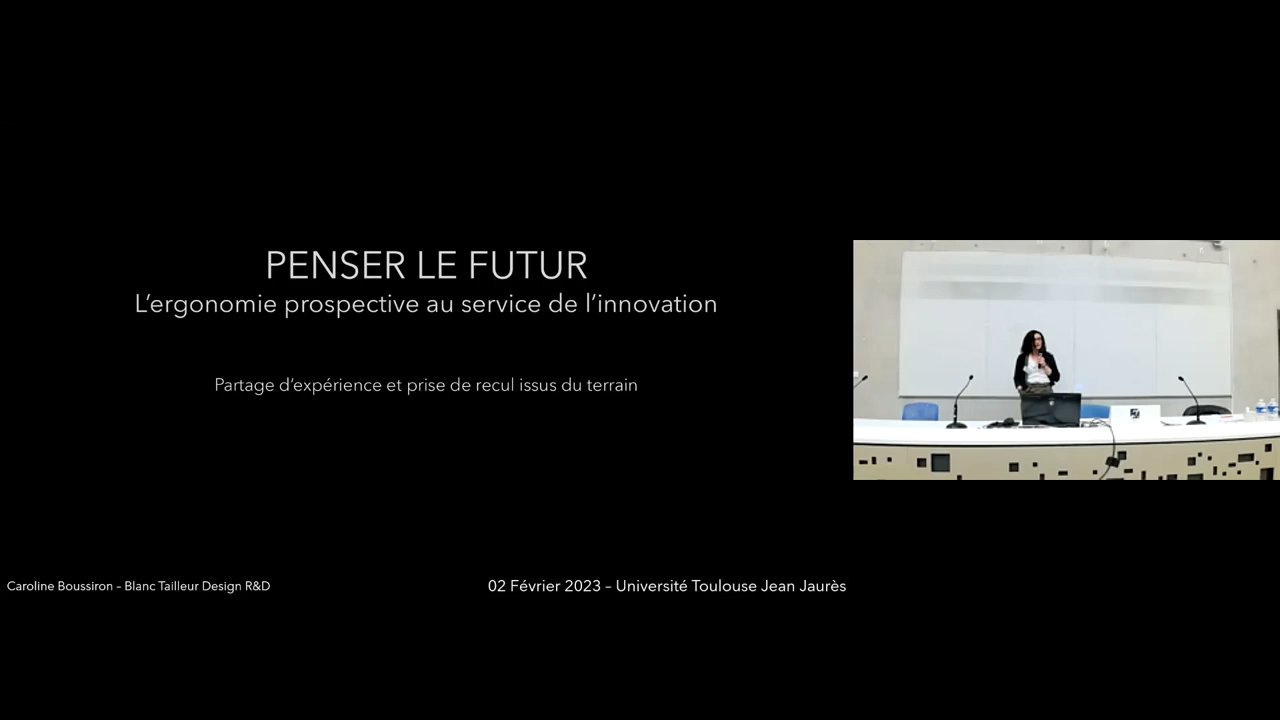 PENSER LE FUTUR
L'ergonomie prospective au service de l'innovation
Partage d'expérience et prise de recul issus du terrain
Caroline Boussiron – Blanc Tailleur Design R&D
02 Février 2023 – Université Toulouse Jean Jaurès